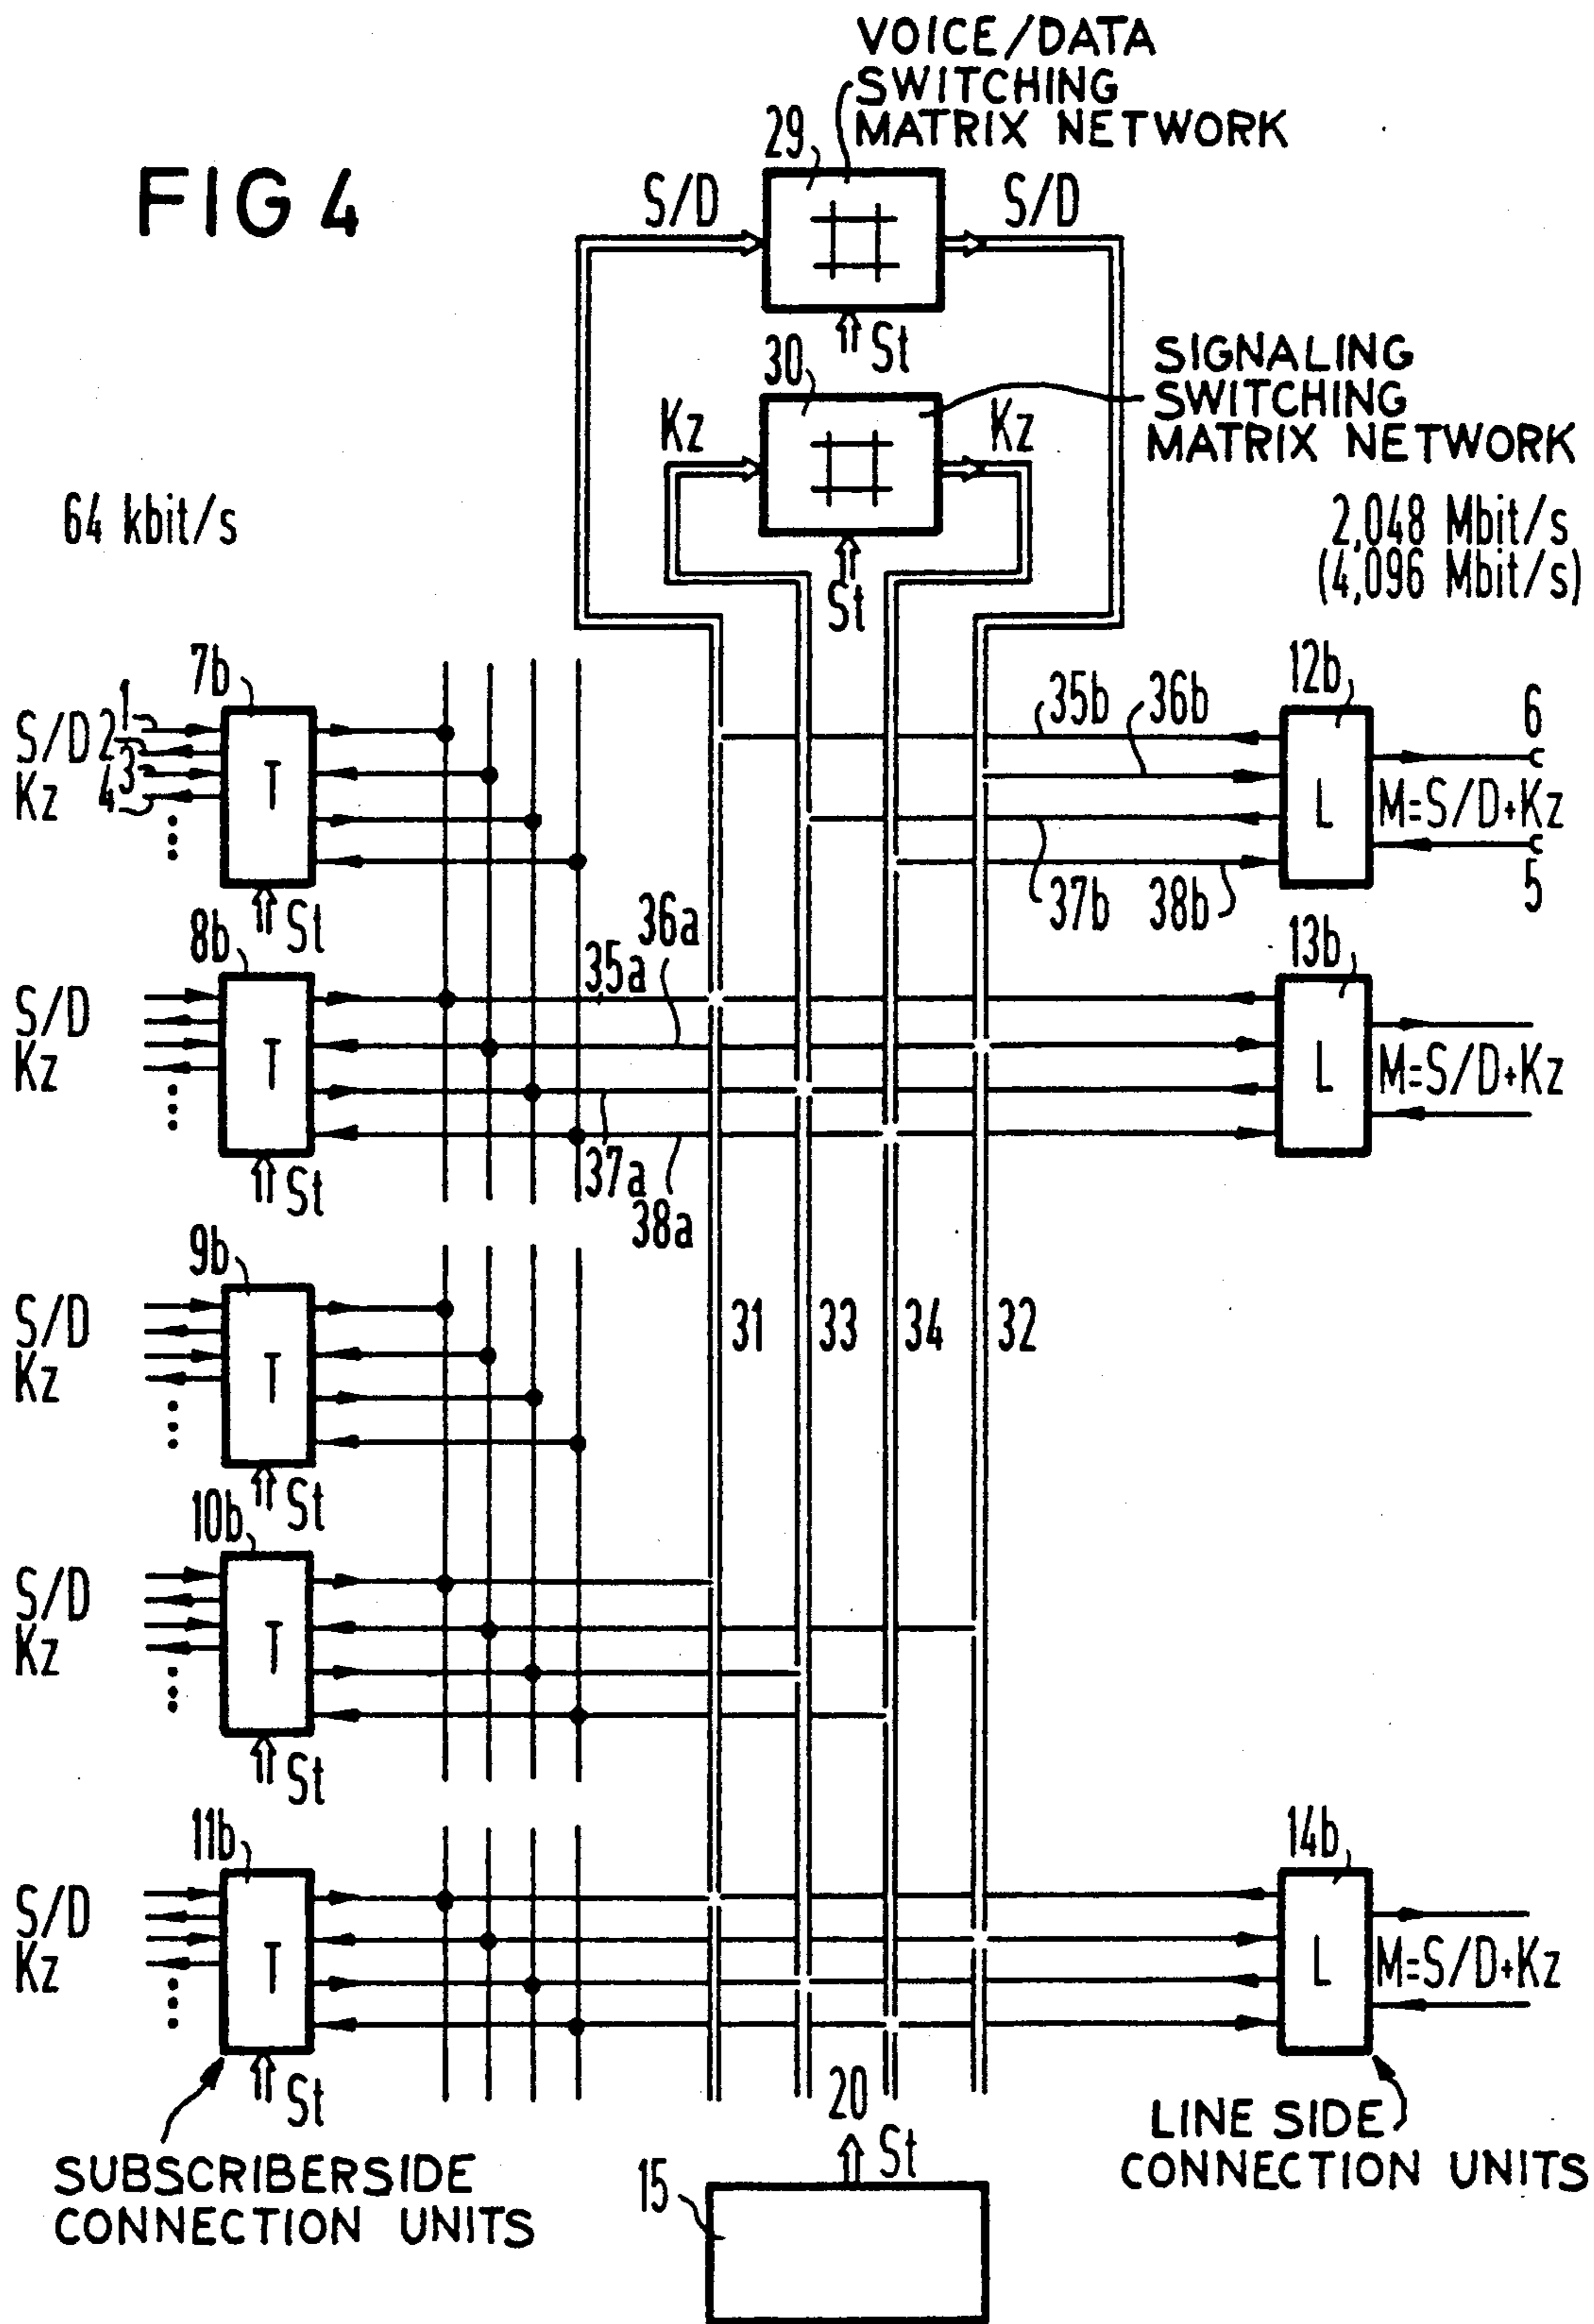 VOICE/DATA
SWITCHING
MATRIX NETWORK
FIG 4
29
S/D
S/D
St
30
SIGNALING
SWITCHING
MATRIX NETWORK
Kz
Kz
St
64 kbit/s
2,048 Mbit/s
(4,096 Mbit/s)
7b
S/D
Kz
1
2
3
4
T
St
35b
36b
37b
38b
12b
L
6
M=S/D+Kz
5
8b
S/D
Kz
T
St
35a
36a
37a
38a
13b
L
M=S/D+Kz
9b
S/D
Kz
T
St
31
33
34
32
10b
S/D
Kz
T
St
11b
S/D
Kz
T
St
14b
L
M=S/D+Kz
SUBSCRIBERSIDE
CONNECTION UNITS
20
St
15
LINE SIDE
CONNECTION UNITS